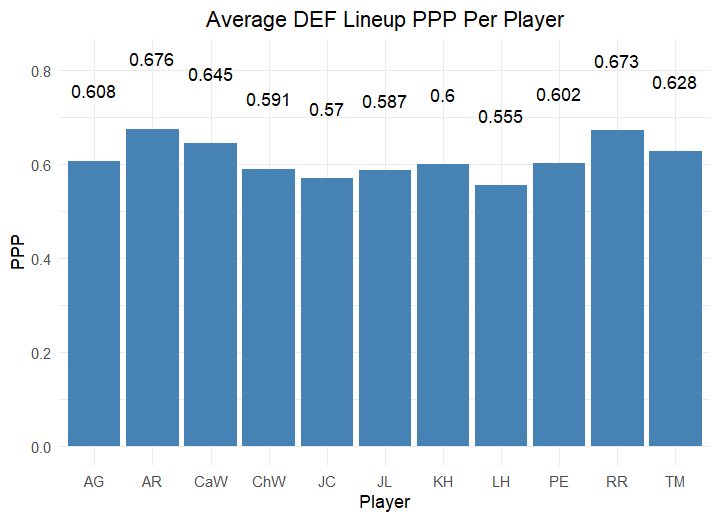 Average DEF Lineup PPP Per Player
0.608 0.676 0.645 0.591 0.57 0.587 0.6 0.555 0.602 0.673 0.628
PPP
0.8
0.6
0.4
0.2
0.0
AG AR CaW ChW JC JL KH LH PE RR TM
Player